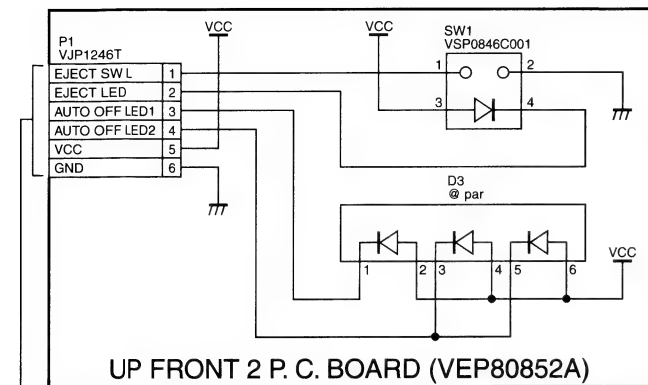 P1
VJP1246T
EJECT SW L 1
EJECT LED 2
AUTO OFF LED1 3
AUTO OFF LED2 4
VCC 5
GND 6
VCC
VCC
SW1
VSP0846C001
1 2
3 4
D3
@ par
1 2 3 4 5 6
VCC
UP FRONT 2 P. C. BOARD (VEP80852A)